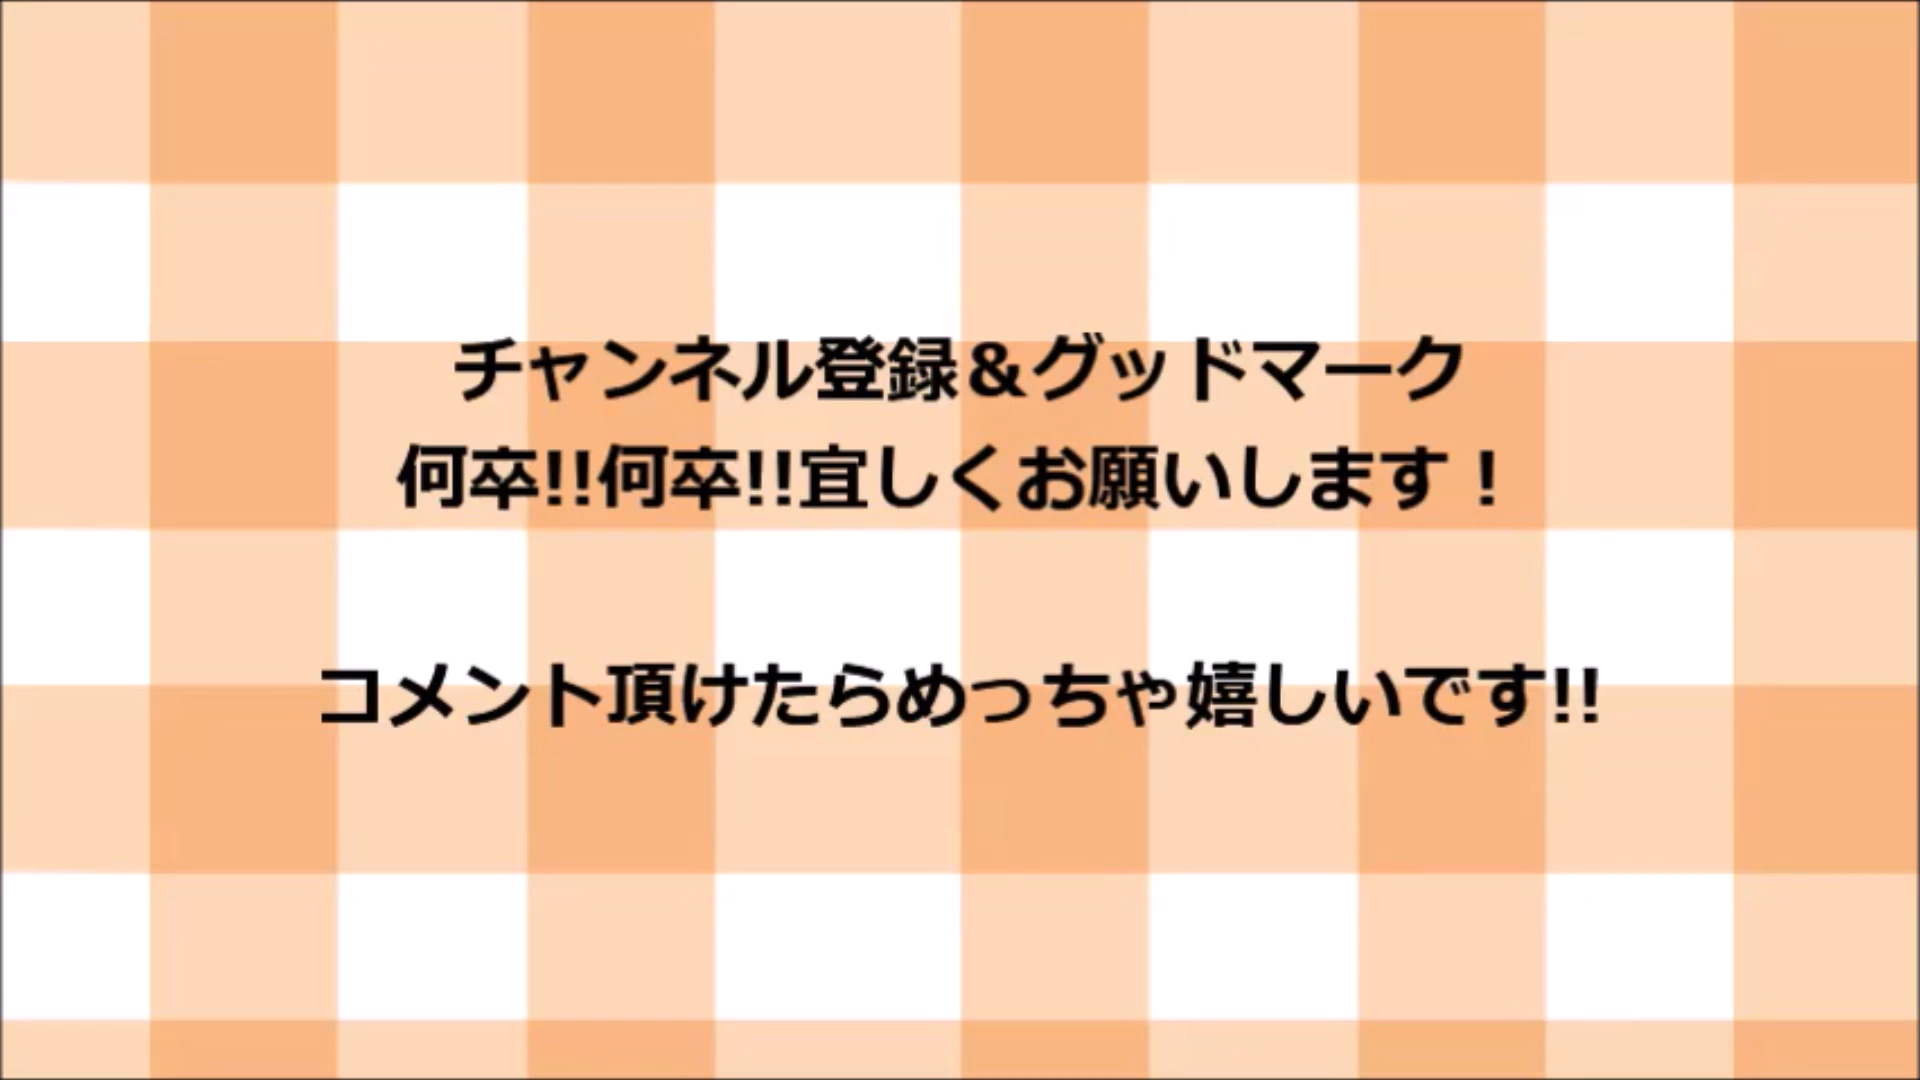 チャンネル登録＆グッドマーク
何卒!!何卒!!宜しくお願いします！
コメント頂けたらめっちゃ嬉しいです!!